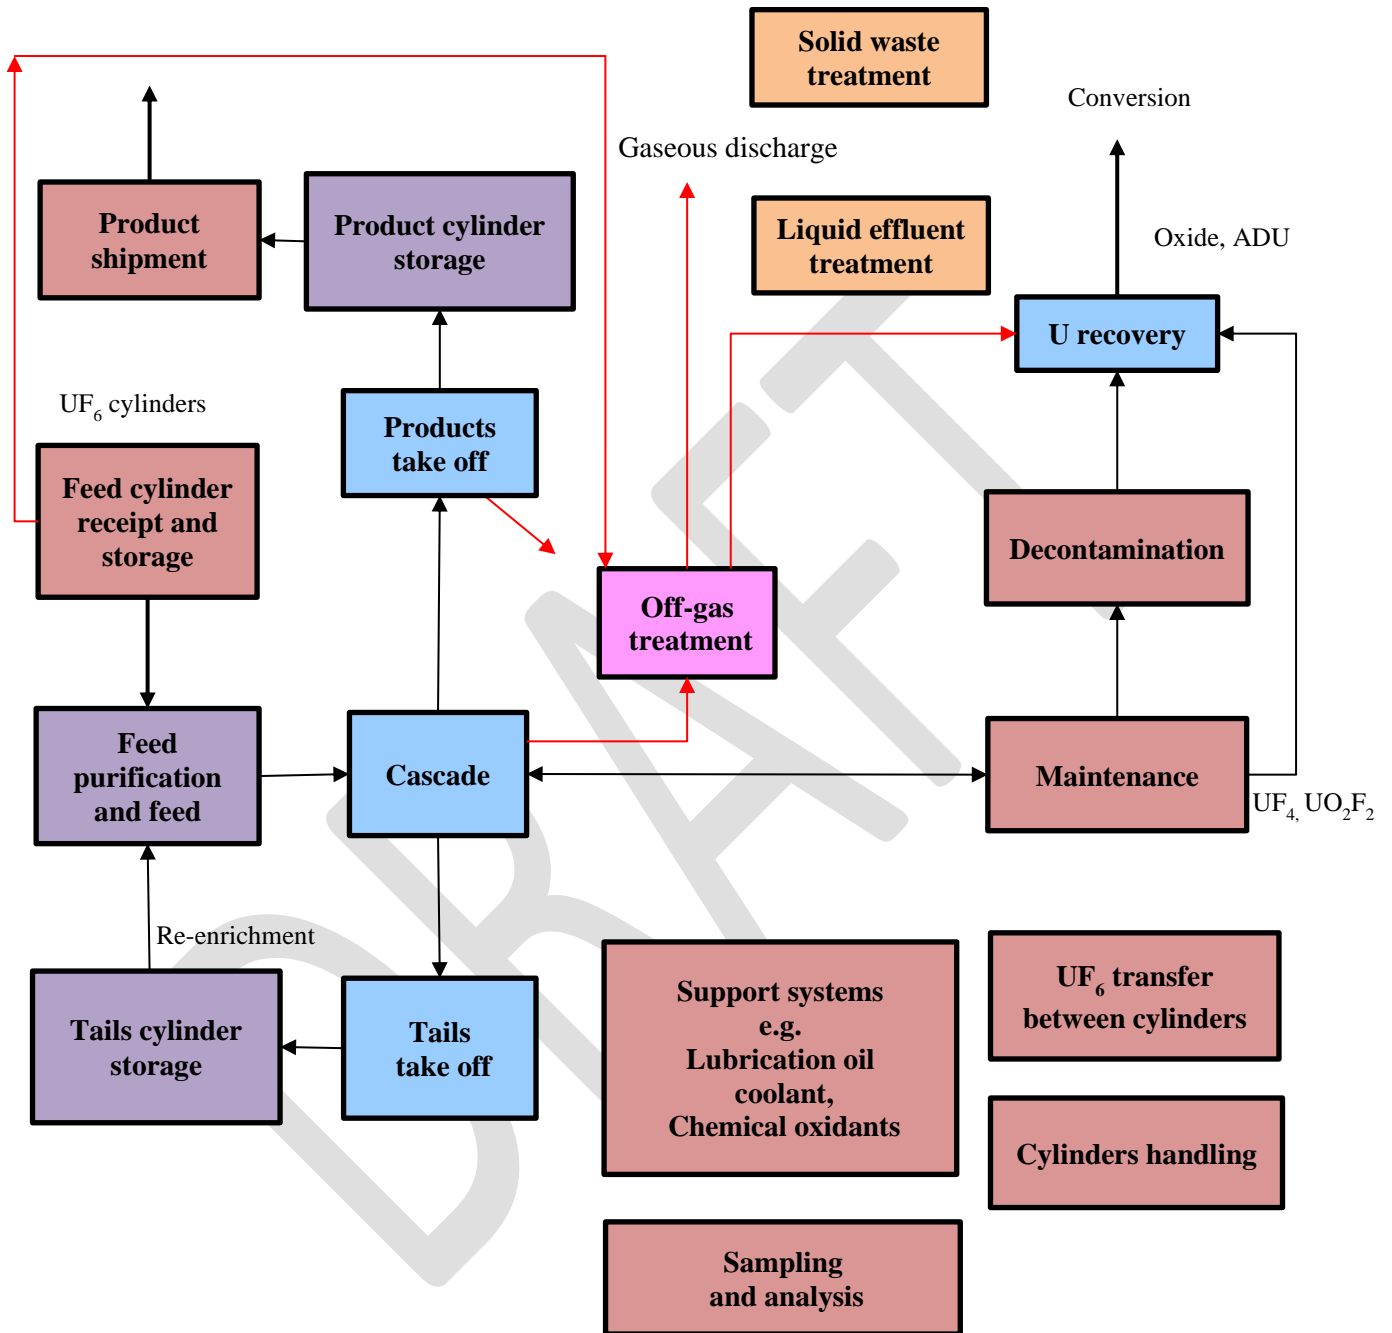 Solid waste
treatment
Conversion
Gaseous discharge
Product
shipment
Product cylinder
storage
Liquid effluent
treatment
Oxide, ADU
U recovery
UF₆ cylinders
Products
take off
Feed cylinder
receipt and
storage
Decontamination
Off-gas
treatment
Feed
purification
and feed
Cascade
Maintenance
UF₄, UO₂F₂
Re-enrichment
Tails cylinder
storage
Tails
take off
Support systems
e.g.
Lubrication oil
coolant,
Chemical oxidants
UF₆ transfer
between cylinders
Cylinders handling
Sampling
and analysis
DRAFT